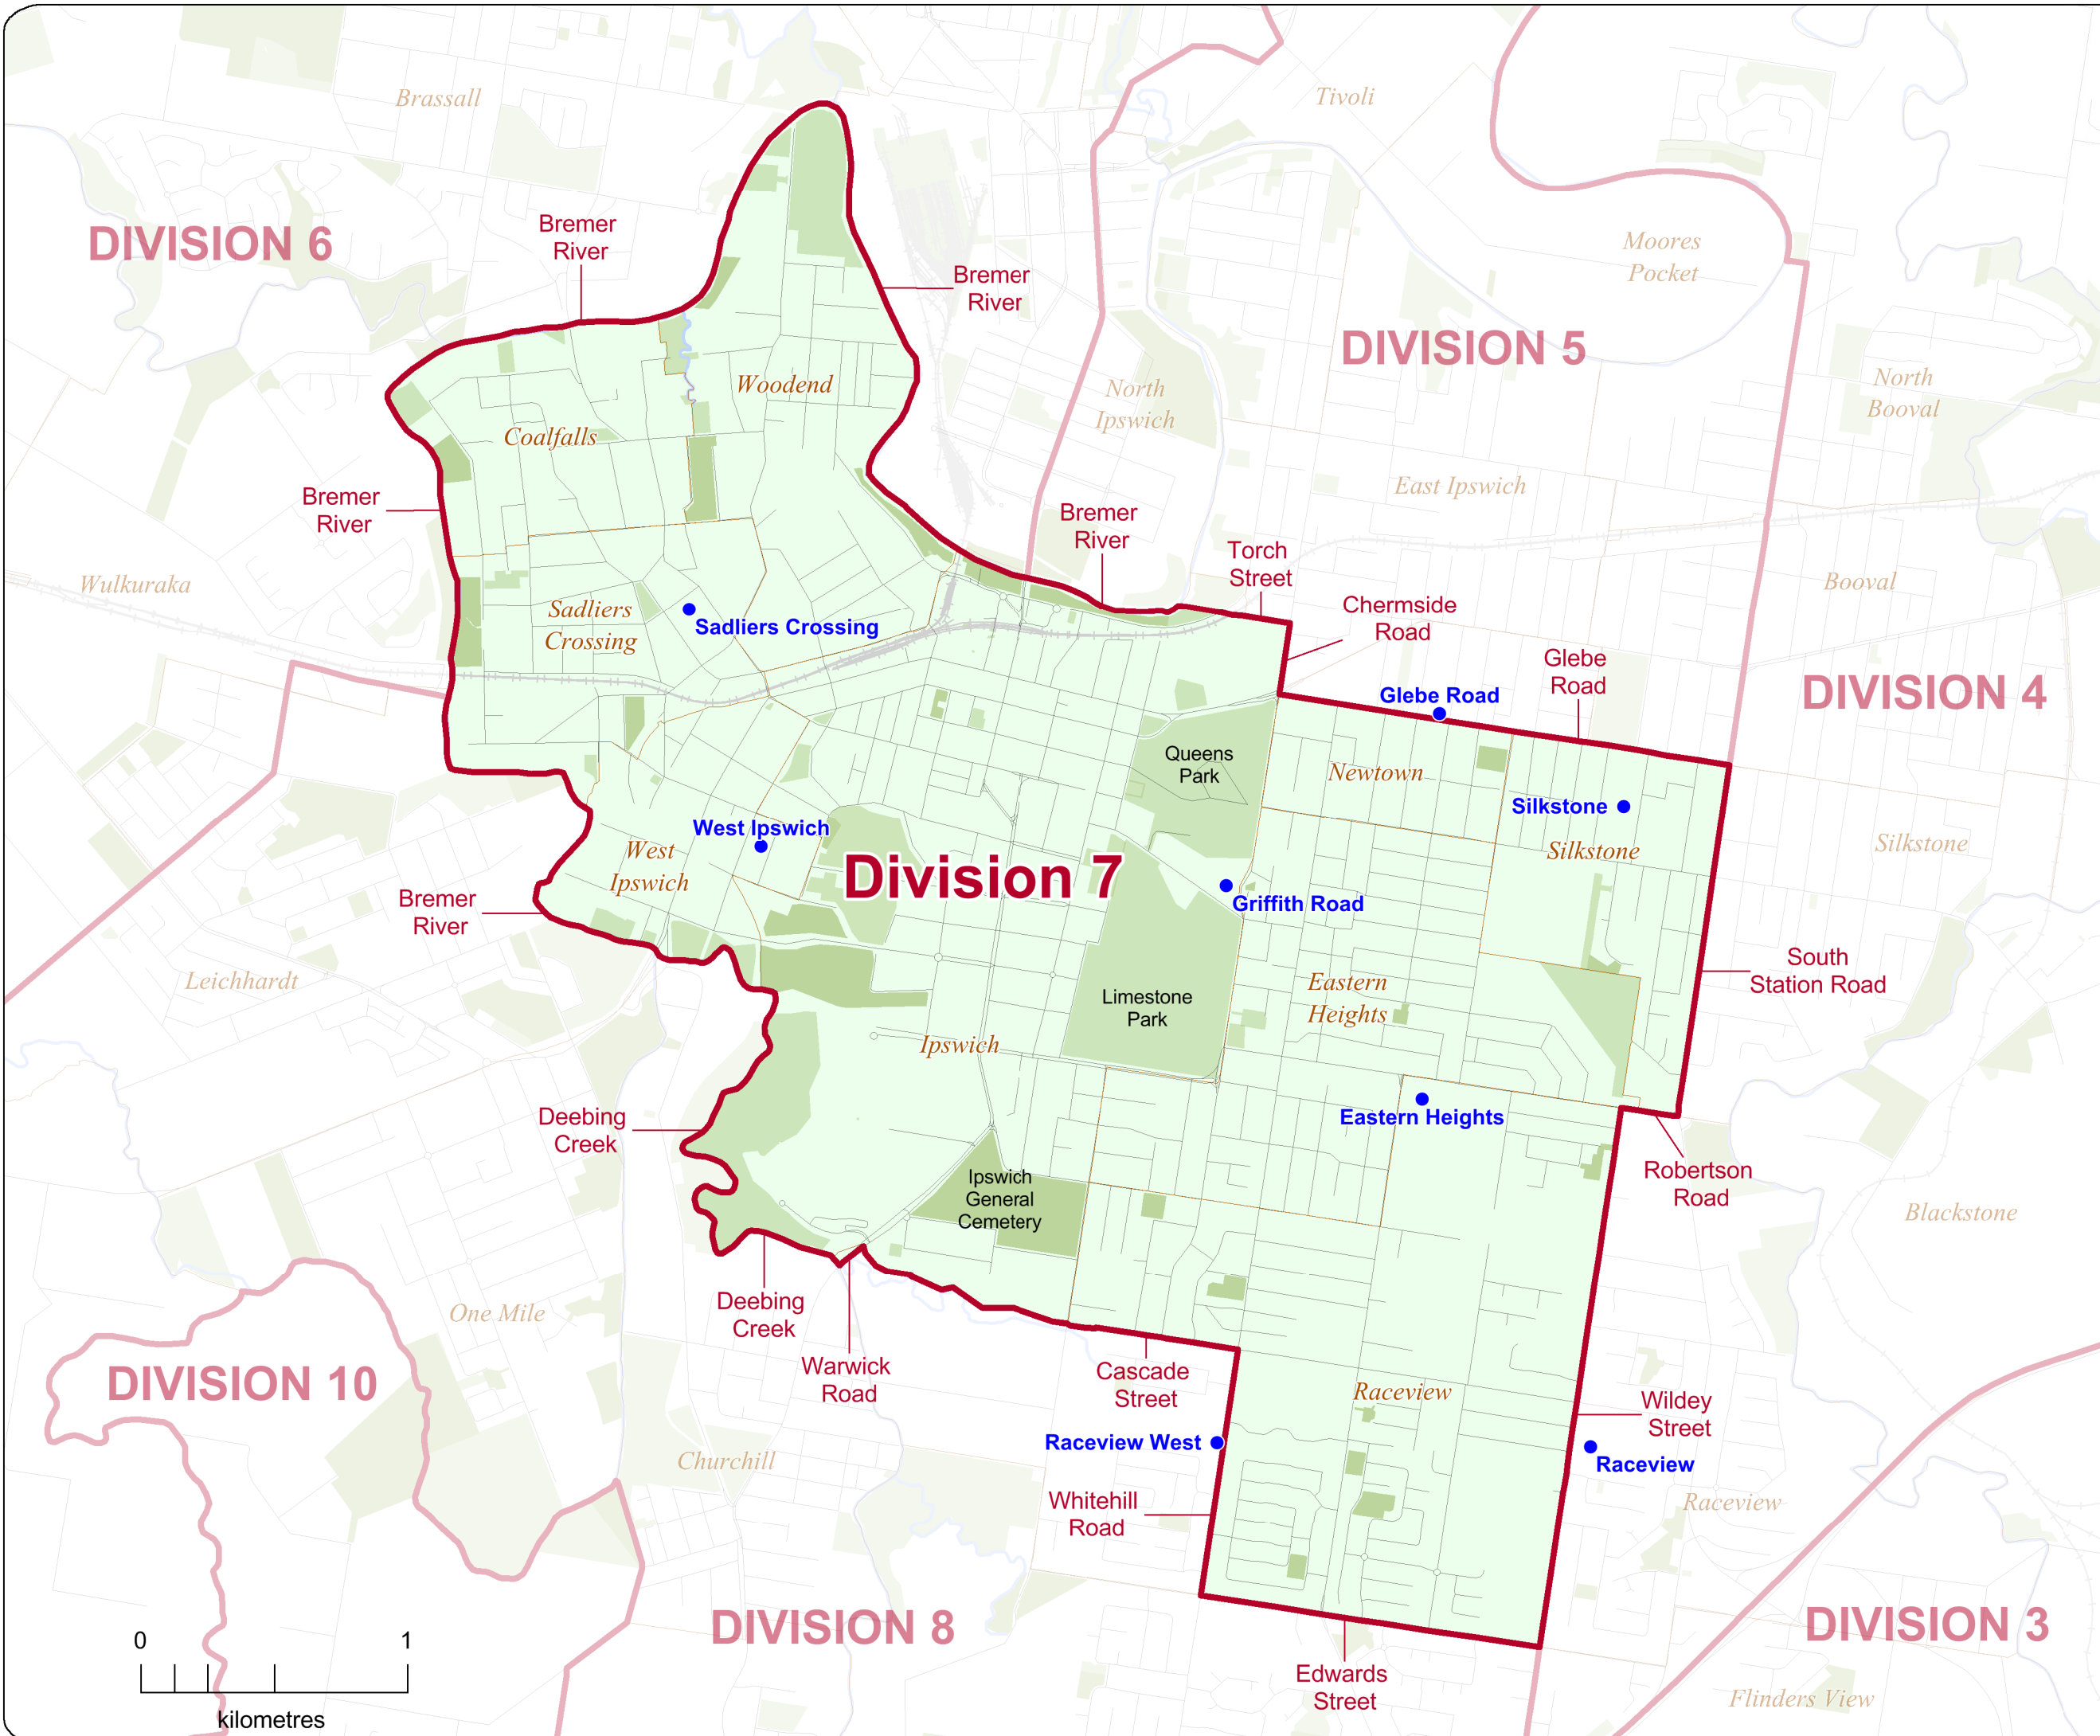 Brassall
Tivoli
DIVISION 6
Bremer
River
Bremer
River
Moores
Pocket
DIVISION 5
Woodend
North
Ipswich
North
Booval
Coalfalls
East Ipswich
Bremer
River
Bremer
River
Torch
Street
Wulkuraka
Booval
Sadliers
Crossing
Sadliers Crossing
Chermside
Road
Glebe
Road
Glebe Road
DIVISION 4
Queens
Park
Newtown
Silkstone
West Ipswich
West
Ipswich
Silkstone
Silkstone
Division 7
Griffith Road
Bremer
River
Leichhardt
Eastern
Heights
South
Station Road
Limestone
Park
Ipswich
Deebing
Creek
Eastern Heights
Robertson
Road
Ipswich
General
Cemetery
Blackstone
One Mile
Deebing
Creek
Warwick
Road
Cascade
Street
DIVISION 10
Raceview
Wildey
Street
Churchill
Raceview West
Raceview
Whitehill
Road
Raceview
DIVISION 8
DIVISION 3
0 1
kilometres
Edwards
Street
Flinders View